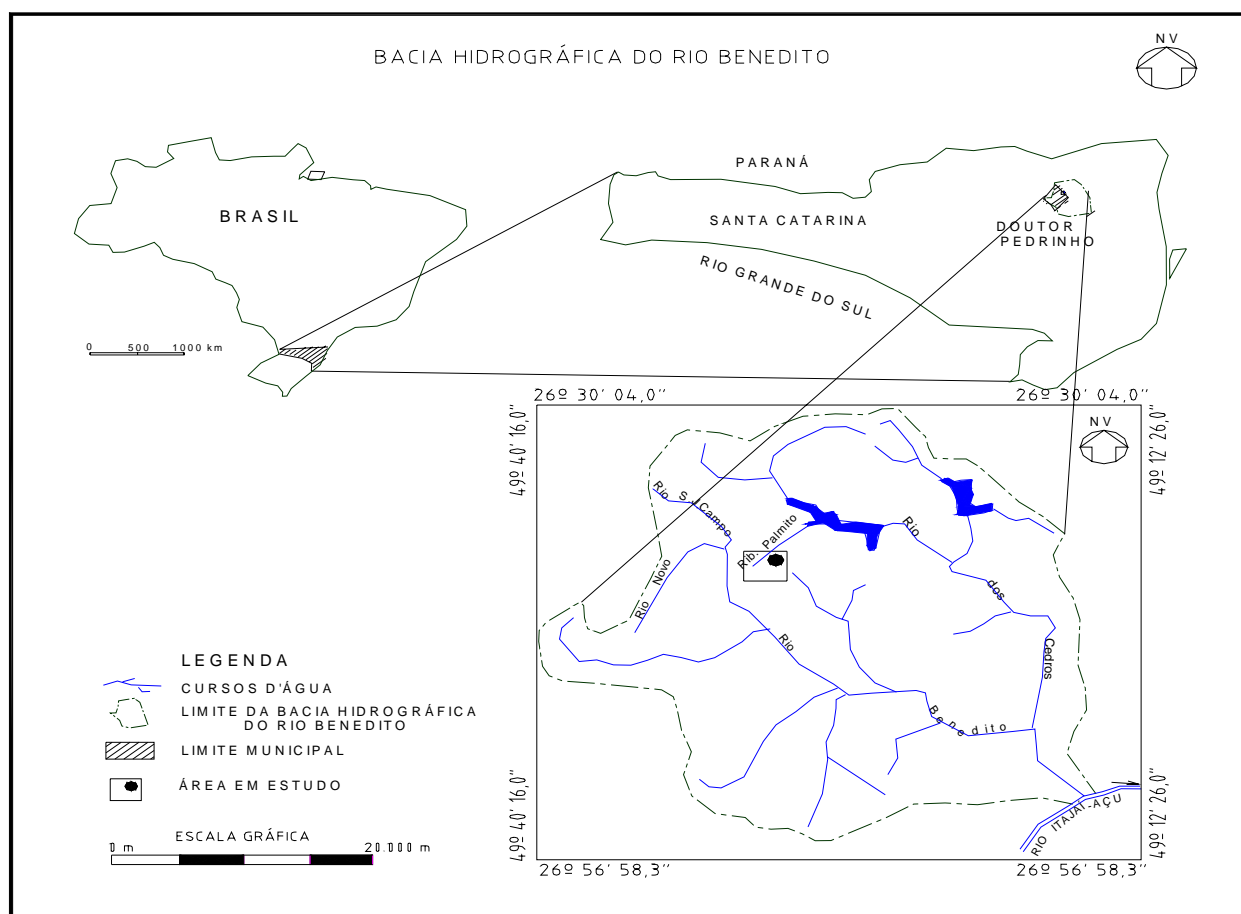 BACIA HIDROGRÁFICA DO RIO BENEDITO
NV
BRASIL
0 500 1000 km
PARANÁ
SANTA CATARINA
DOUTOR
PEDRINHO
RIO GRANDE DO SUL
26º 30' 04,0"
26º 30' 04,0"
49º 40' 16,0"
49º 12' 26,0"
NV
Rio S.J.Campo
Rib. Palmito
Rio Novo
Rio dos Cedros
Rio Benedito
RIO ITAJAÍ-AÇU
49º 40' 16,0"
49º 12' 26,0"
26º 56' 58,3"
26º 56' 58,3"
LEGENDA
CURSOS D'ÁGUA
LIMITE DA BACIA HIDROGRÁFICA
DO RIO BENEDITO
LIMITE MUNICIPAL
ÁREA EM ESTUDO
ESCALA GRÁFICA
0 m 20.000 m